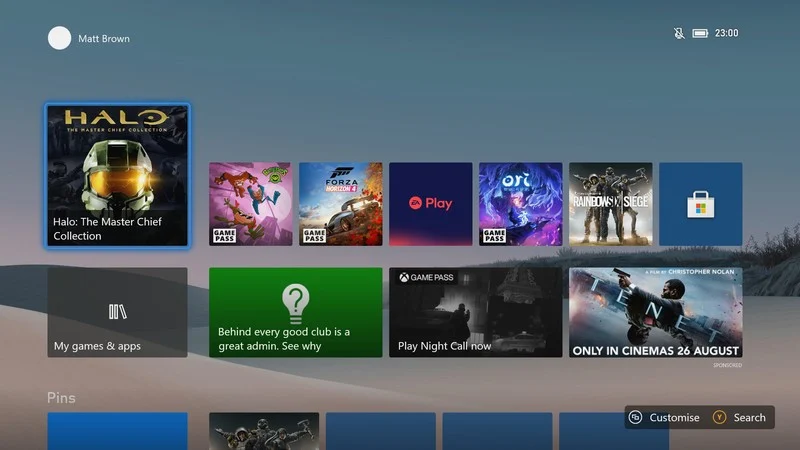 Matt Brown
23:00
HALO
THE MASTER CHIEF COLLECTION
Halo: The Master Chief
Collection
GAME
PASS
FORZA
HORIZON 4
GAME
PASS
EA Play
ori
GAME
PASS
RAINBOW SIX SIEGE
My games & apps
Behind every good club is a
great admin. See why
XBOX GAME PASS
Play Night Call now
A FILM BY CHRISTOPHER NOLAN
TENET
ONLY IN CINEMAS 26 AUGUST
SPONSORED
Pins
Customise
Y Search